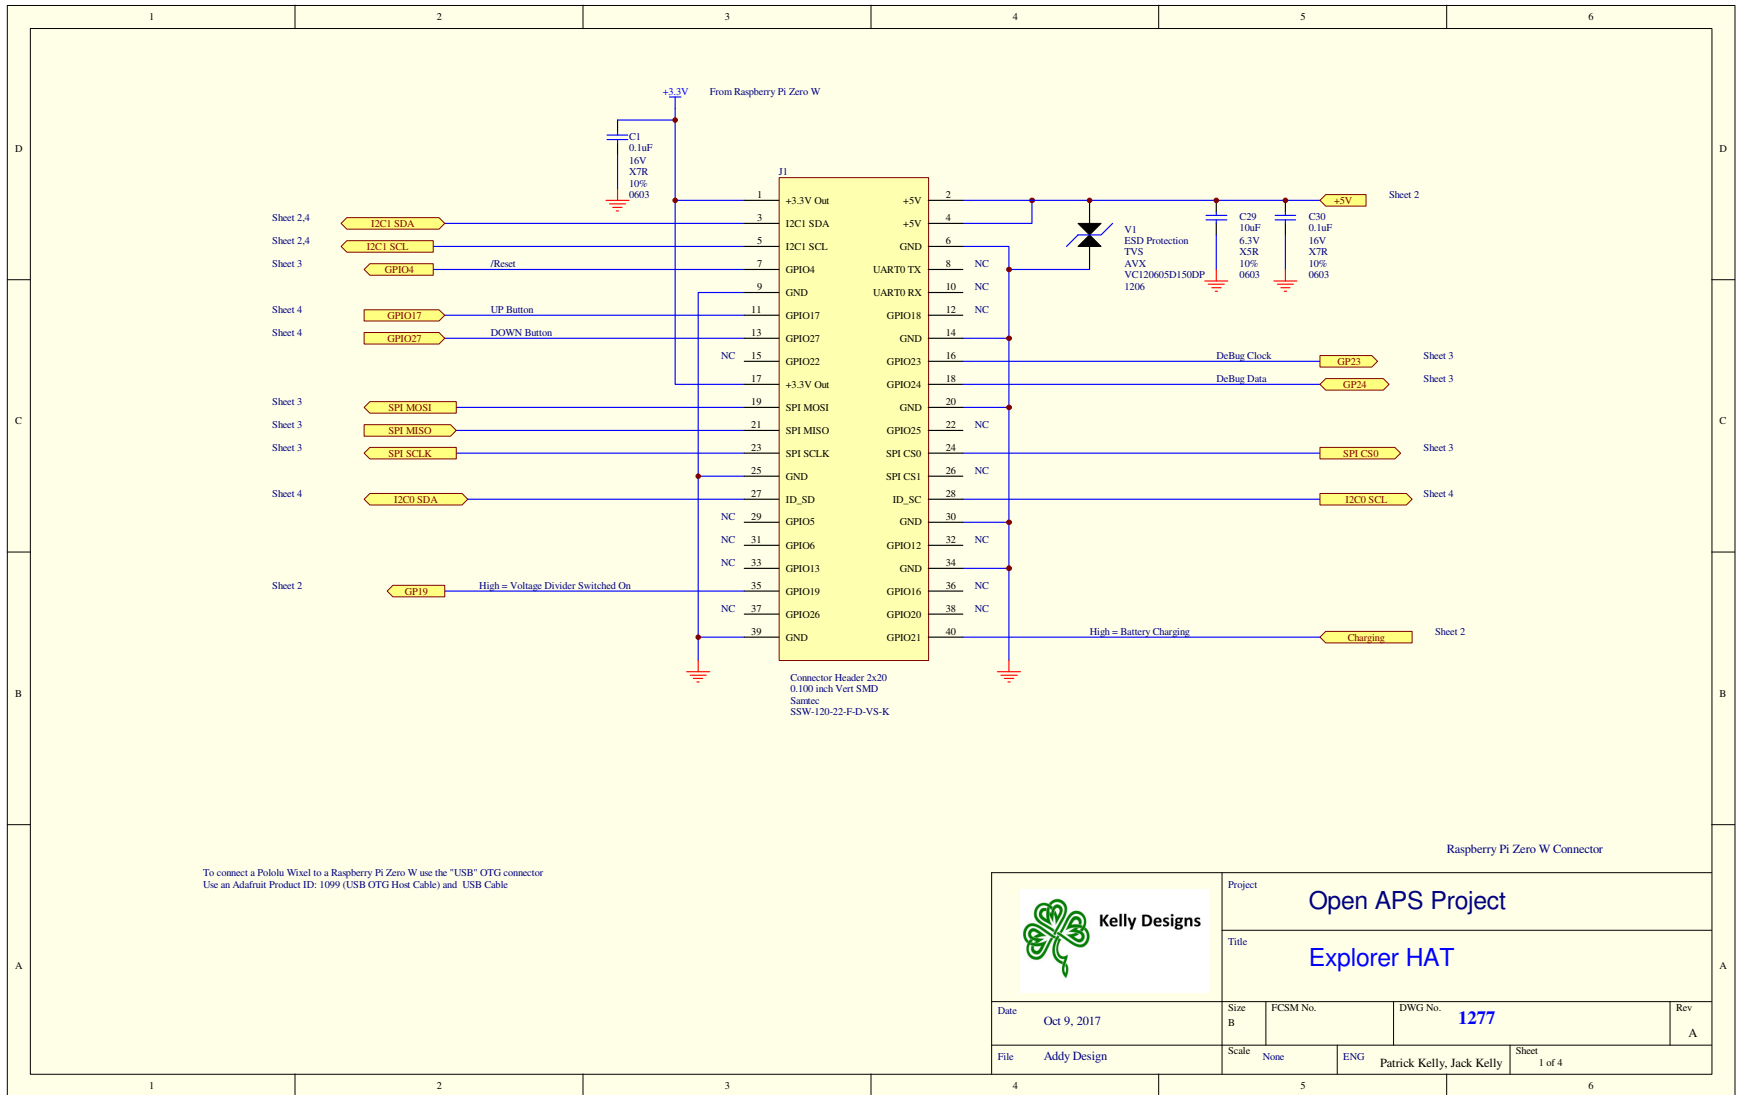 1 2 3 4 5 6
+3.3V From Raspberry Pi Zero W
D D
C1
0.1uF
16V
X7R
10%
0603
J1
1 +3.3V Out +5V 2 +5V Sheet 2
Sheet 2,4 I2C1 SDA 3 I2C1 SDA +5V 4
Sheet 2,4 I2C1 SCL 5 I2C1 SCL GND 6
Sheet 3 GPIO4 /Reset 7 GPIO4 UART0 TX 8 NC
9 GND UART0 RX 10 NC
Sheet 4 GPIO17 UP Button 11 GPIO17 GPIO18 12 NC
Sheet 4 GPIO27 DOWN Button 13 GPIO27 GND 14
NC 15 GPIO22 GPIO23 16 DeBug Clock GP23 Sheet 3
17 +3.3V Out GPIO24 18 DeBug Data GP24 Sheet 3
Sheet 3 SPI MOSI 19 SPI MOSI GND 20
Sheet 3 SPI MISO 21 SPI MISO GPIO25 22 NC
Sheet 3 SPI SCLK 23 SPI SCLK SPI CS0 24 SPI CS0 Sheet 3
25 GND SPI CS1 26 NC
Sheet 4 I2C0 SDA 27 ID_SD ID_SC 28 I2C0 SCL Sheet 4
NC 29 GPIO5 GND 30
NC 31 GPIO6 GPIO12 32 NC
NC 33 GPIO13 GND 34
Sheet 2 GP19 High = Voltage Divider Switched On 35 GPIO19 GPIO16 36 NC
NC 37 GPIO26 GPIO20 38 NC
39 GND GPIO21 40 High = Battery Charging Charging Sheet 2
V1
ESD Protection
TVS
AVX
VC120605D150DP
1206
C29
10uF
6.3V
X5R
10%
0603
C30
0.1uF
16V
X7R
10%
0603
C C
Connector Header 2x20
0.100 inch Vert SMD
Samtec
SSW-120-22-F-D-VS-K
B B
Raspberry Pi Zero W Connector
To connect a Pololu Wixel to a Raspberry Pi Zero W use the "USB" OTG connector
Use an Adafruit Product ID: 1099 (USB OTG Host Cable) and USB Cable
A A
Kelly Designs
Project
Open APS Project
Title
Explorer HAT
Date Oct 9, 2017
Size B
FCSM No.
DWG No. 1277
Rev A
File Addy Design
Scale None
ENG Patrick Kelly, Jack Kelly
Sheet 1 of 4
1 2 3 4 5 6